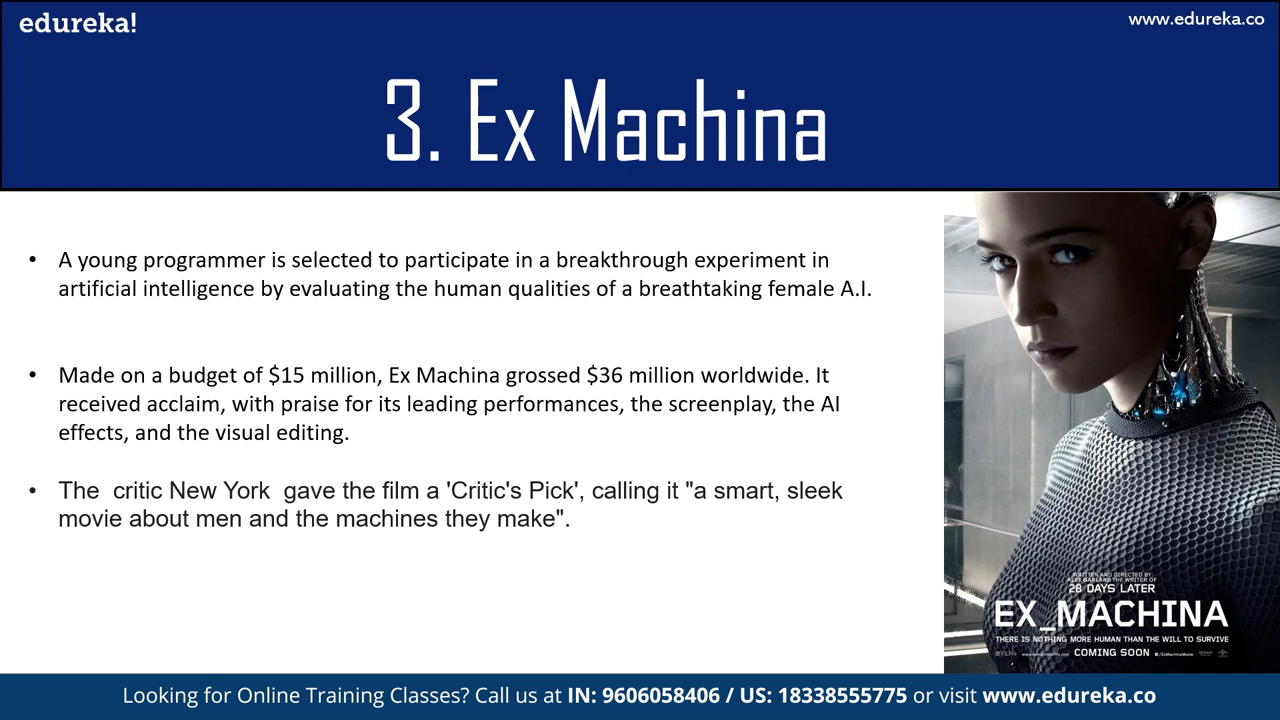 edureka!
www.edureka.co
3. Ex Machina
• A young programmer is selected to participate in a breakthrough experiment in
artificial intelligence by evaluating the human qualities of a breathtaking female A.I.
• Made on a budget of $15 million, Ex Machina grossed $36 million worldwide. It
received acclaim, with praise for its leading performances, the screenplay, the AI
effects, and the visual editing.
• The critic New York gave the film a 'Critic's Pick', calling it "a smart, sleek
movie about men and the machines they make".
WRITTEN AND DIRECTED BY
ALEX GARLAND THE WRITER OF
28 DAYS LATER
EX_MACHINA
THERE IS NOTHING MORE HUMAN THAN THE WILL TO SURVIVE
COMING SOON
Looking for Online Training Classes? Call us at IN: 9606058406 / US: 18338555775 or visit www.edureka.co